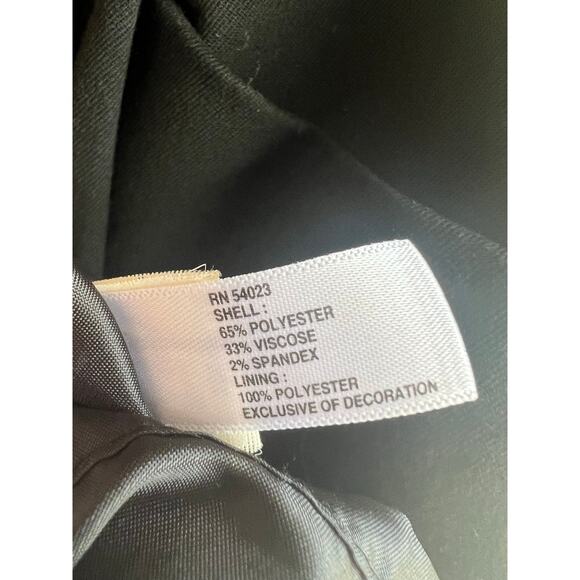 RN 54023
SHELL :
65% POLYESTER
33% VISCOSE
2% SPANDEX
LINING :
100% POLYESTER
EXCLUSIVE OF DECORATION